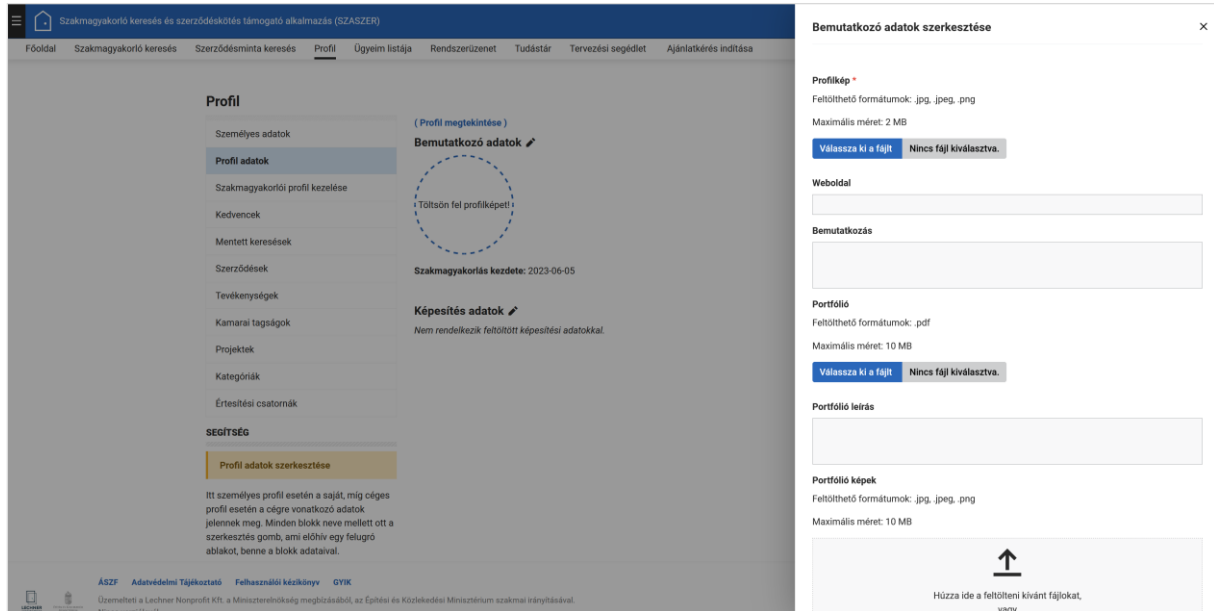 Szakmagyakorló keresés és szerződéskötés támogató alkalmazás (SZASZER)
Főoldal Szakmagyakorló keresés Szerződésminta keresés Profil Ügyeim listája Rendszerüzenet Tudástár Tervezési segédlet Ajánlatkérés indítása
Profil
Személyes adatok
Profil adatok
Szakmagyakorlói profil kezelése
Kedvencek
Mentett keresések
Szerződések
Tevékenységek
Kamarai tagságok
Projektek
Kategóriák
Értesítési csatornák
SEGÍTSÉG
Profil adatok szerkesztése
Itt személyes profil esetén a saját, míg céges
profil esetén a cégre vonatkozó adatok
jelennek meg. Minden blokk neve mellett ott a
szerkesztés gomb, ami előhív egy felugró
ablakot, benne a blokk adataival.
( Profil megtekintése )
Bemutatkozó adatok
Töltsön fel profilképet!
Szakmagyakorlás kezdete: 2023-06-05
Képesítés adatok
Nem rendelkezik feltöltött képesítési adatokkal.
Bemutatkozó adatok szerkesztése
Profilkép *
Feltölthető formátumok: .jpg, .jpeg, .png
Maximális méret: 2 MB
Válassza ki a fájlt Nincs fájl kiválasztva.
Weboldal
Bemutatkozás
Portfólió
Feltölthető formátumok: .pdf
Maximális méret: 10 MB
Válassza ki a fájlt Nincs fájl kiválasztva.
Portfólió leírás
Portfólió képek
Feltölthető formátumok: .jpg, .jpeg, .png
Maximális méret: 10 MB
Húzza ide a feltölteni kívánt fájlokat,
vagy
ÁSZF Adatvédelmi Tájékoztató Felhasználói kézikönyv GYIK
LECHNER
Üzemelteti a Lechner Nonprofit Kft. a Miniszterelnökség megbízásából, az Építési és Közlekedési Minisztérium szakmai irányításával.